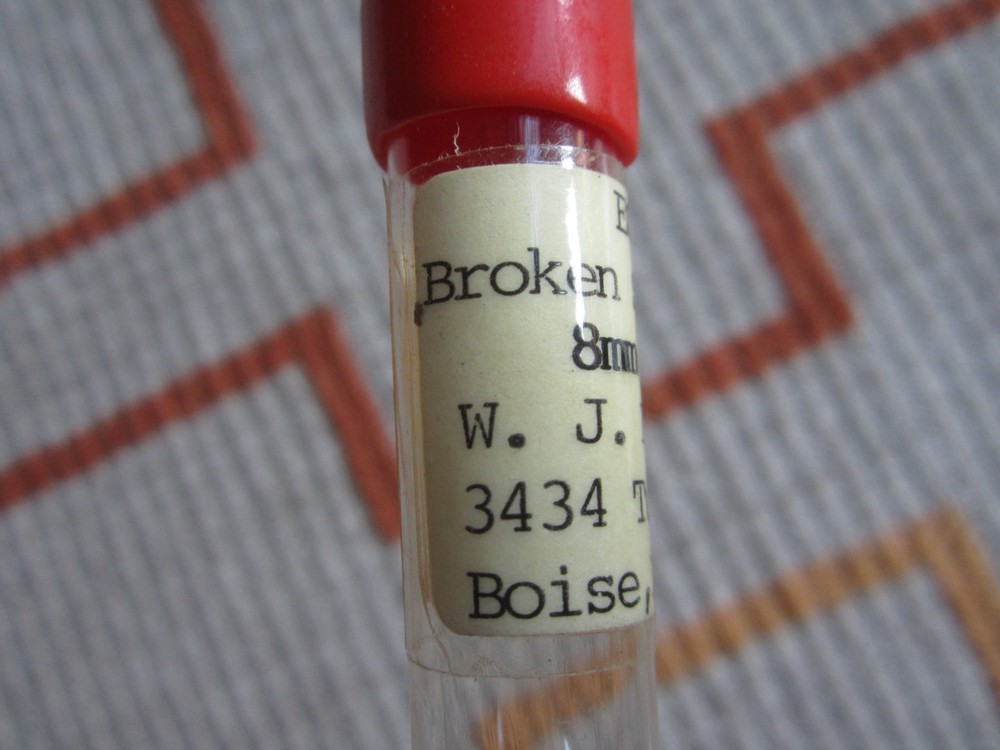 E
Broken
8mm
W. J.
3434 T
Boise,